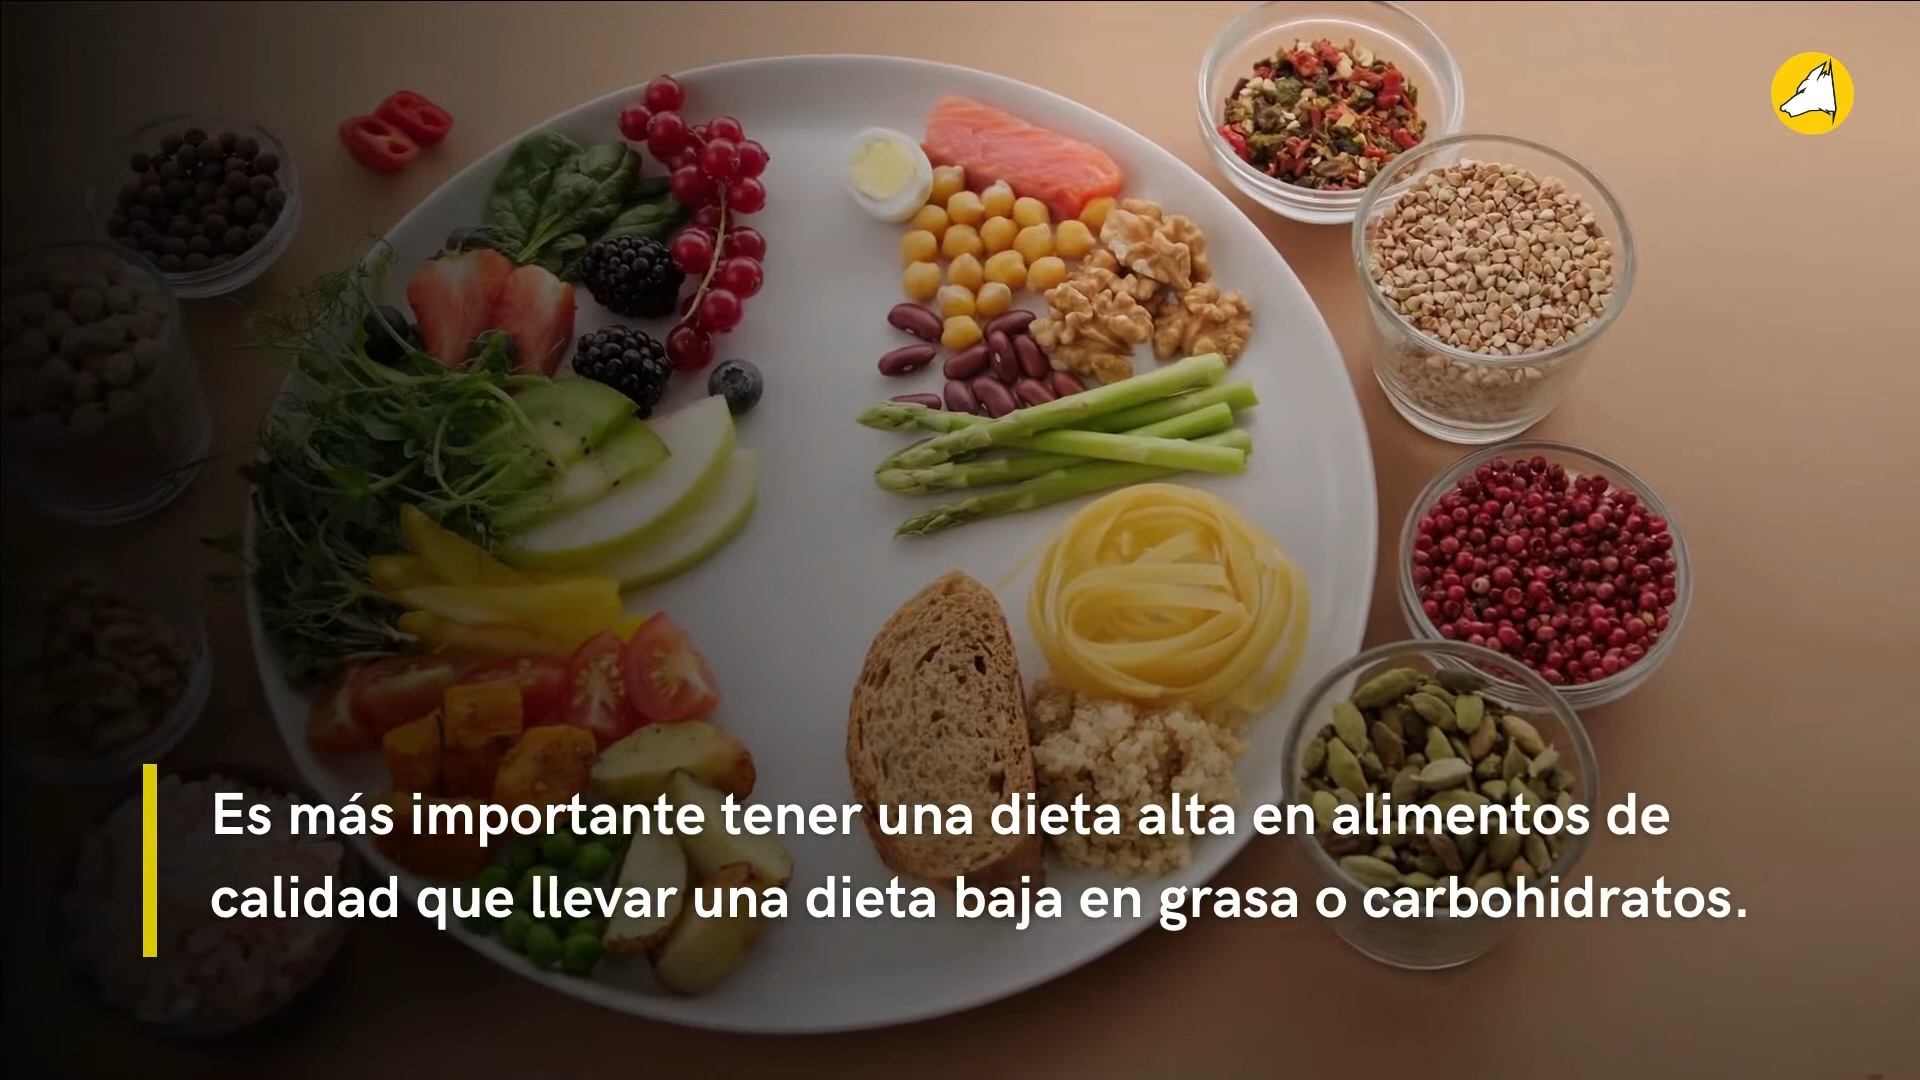 Es más importante tener una dieta alta en alimentos de
calidad que llevar una dieta baja en grasa o carbohidratos.